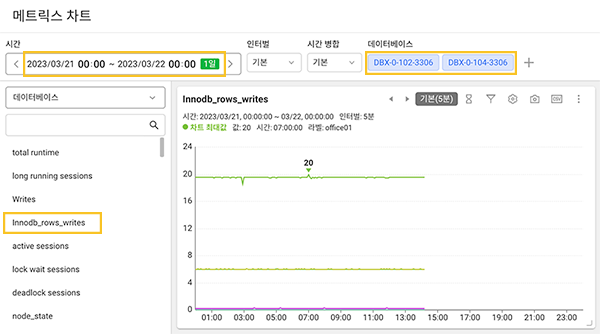 메트릭스 차트
시간 인터벌 시간 병합 데이터베이스
2023/03/21 00:00 ~ 2023/03/22 00:00 1일 기본 기본 DBX-0-102-3306 DBX-0-104-3306
데이터베이스
total runtime
long running sessions
Writes
Innodb_rows_writes
active sessions
lock wait sessions
deadlock sessions
node_state
Innodb_rows_writes 기본(5분) CSV
시간: 2023/03/21, 00:00:00 ~ 03/22, 00:00:00 인터벌: 5분
차트 최대값 값: 20 시간: 07:00:00 라벨: office01
24
20
20
16
12
8
4
0
01:00 03:00 05:00 07:00 09:00 11:00 13:00 15:00 17:00 19:00 21:00 23:00